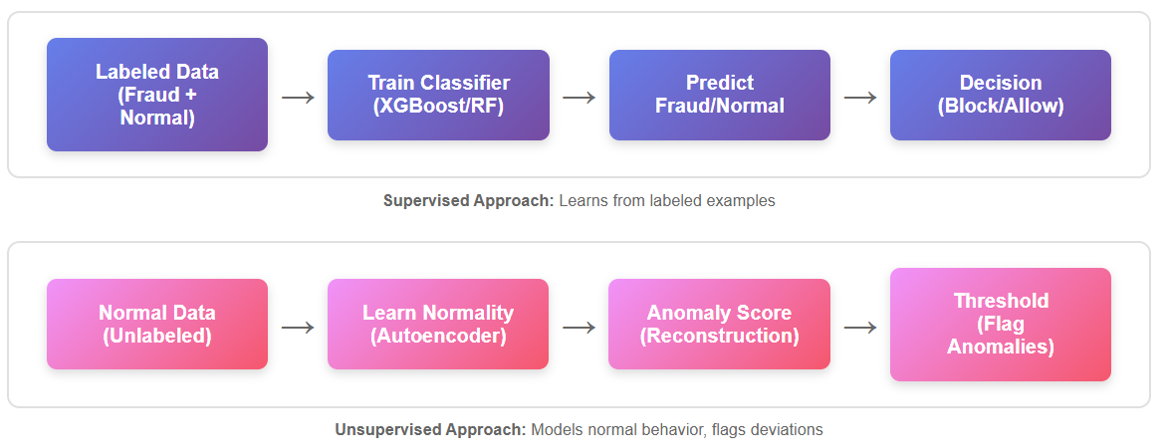 Labeled Data
(Fraud +
Normal)
→
Train Classifier
(XGBoost/RF)
→
Predict
Fraud/Normal
→
Decision
(Block/Allow)
Supervised Approach: Learns from labeled examples
Normal Data
(Unlabeled)
→
Learn Normality
(Autoencoder)
→
Anomaly Score
(Reconstruction)
→
Threshold
(Flag
Anomalies)
Unsupervised Approach: Models normal behavior, flags deviations